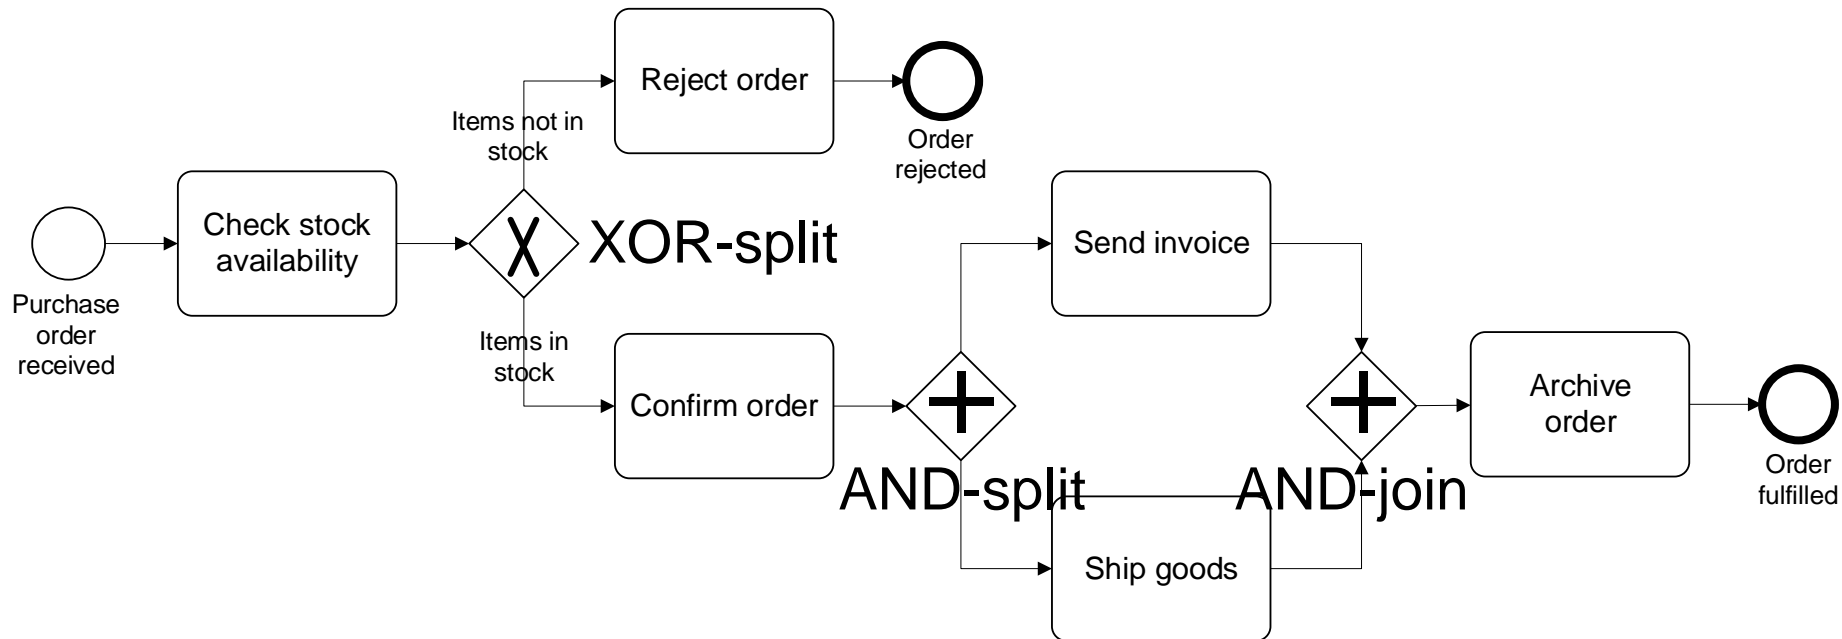 Reject order
Items not in
stock
Order
rejected
Check stock
availability
XOR-split
Send invoice
Purchase
order
received
Items in
stock
Confirm order
Archive
order
AND-split
AND-join
Order
fulfilled
Ship goods